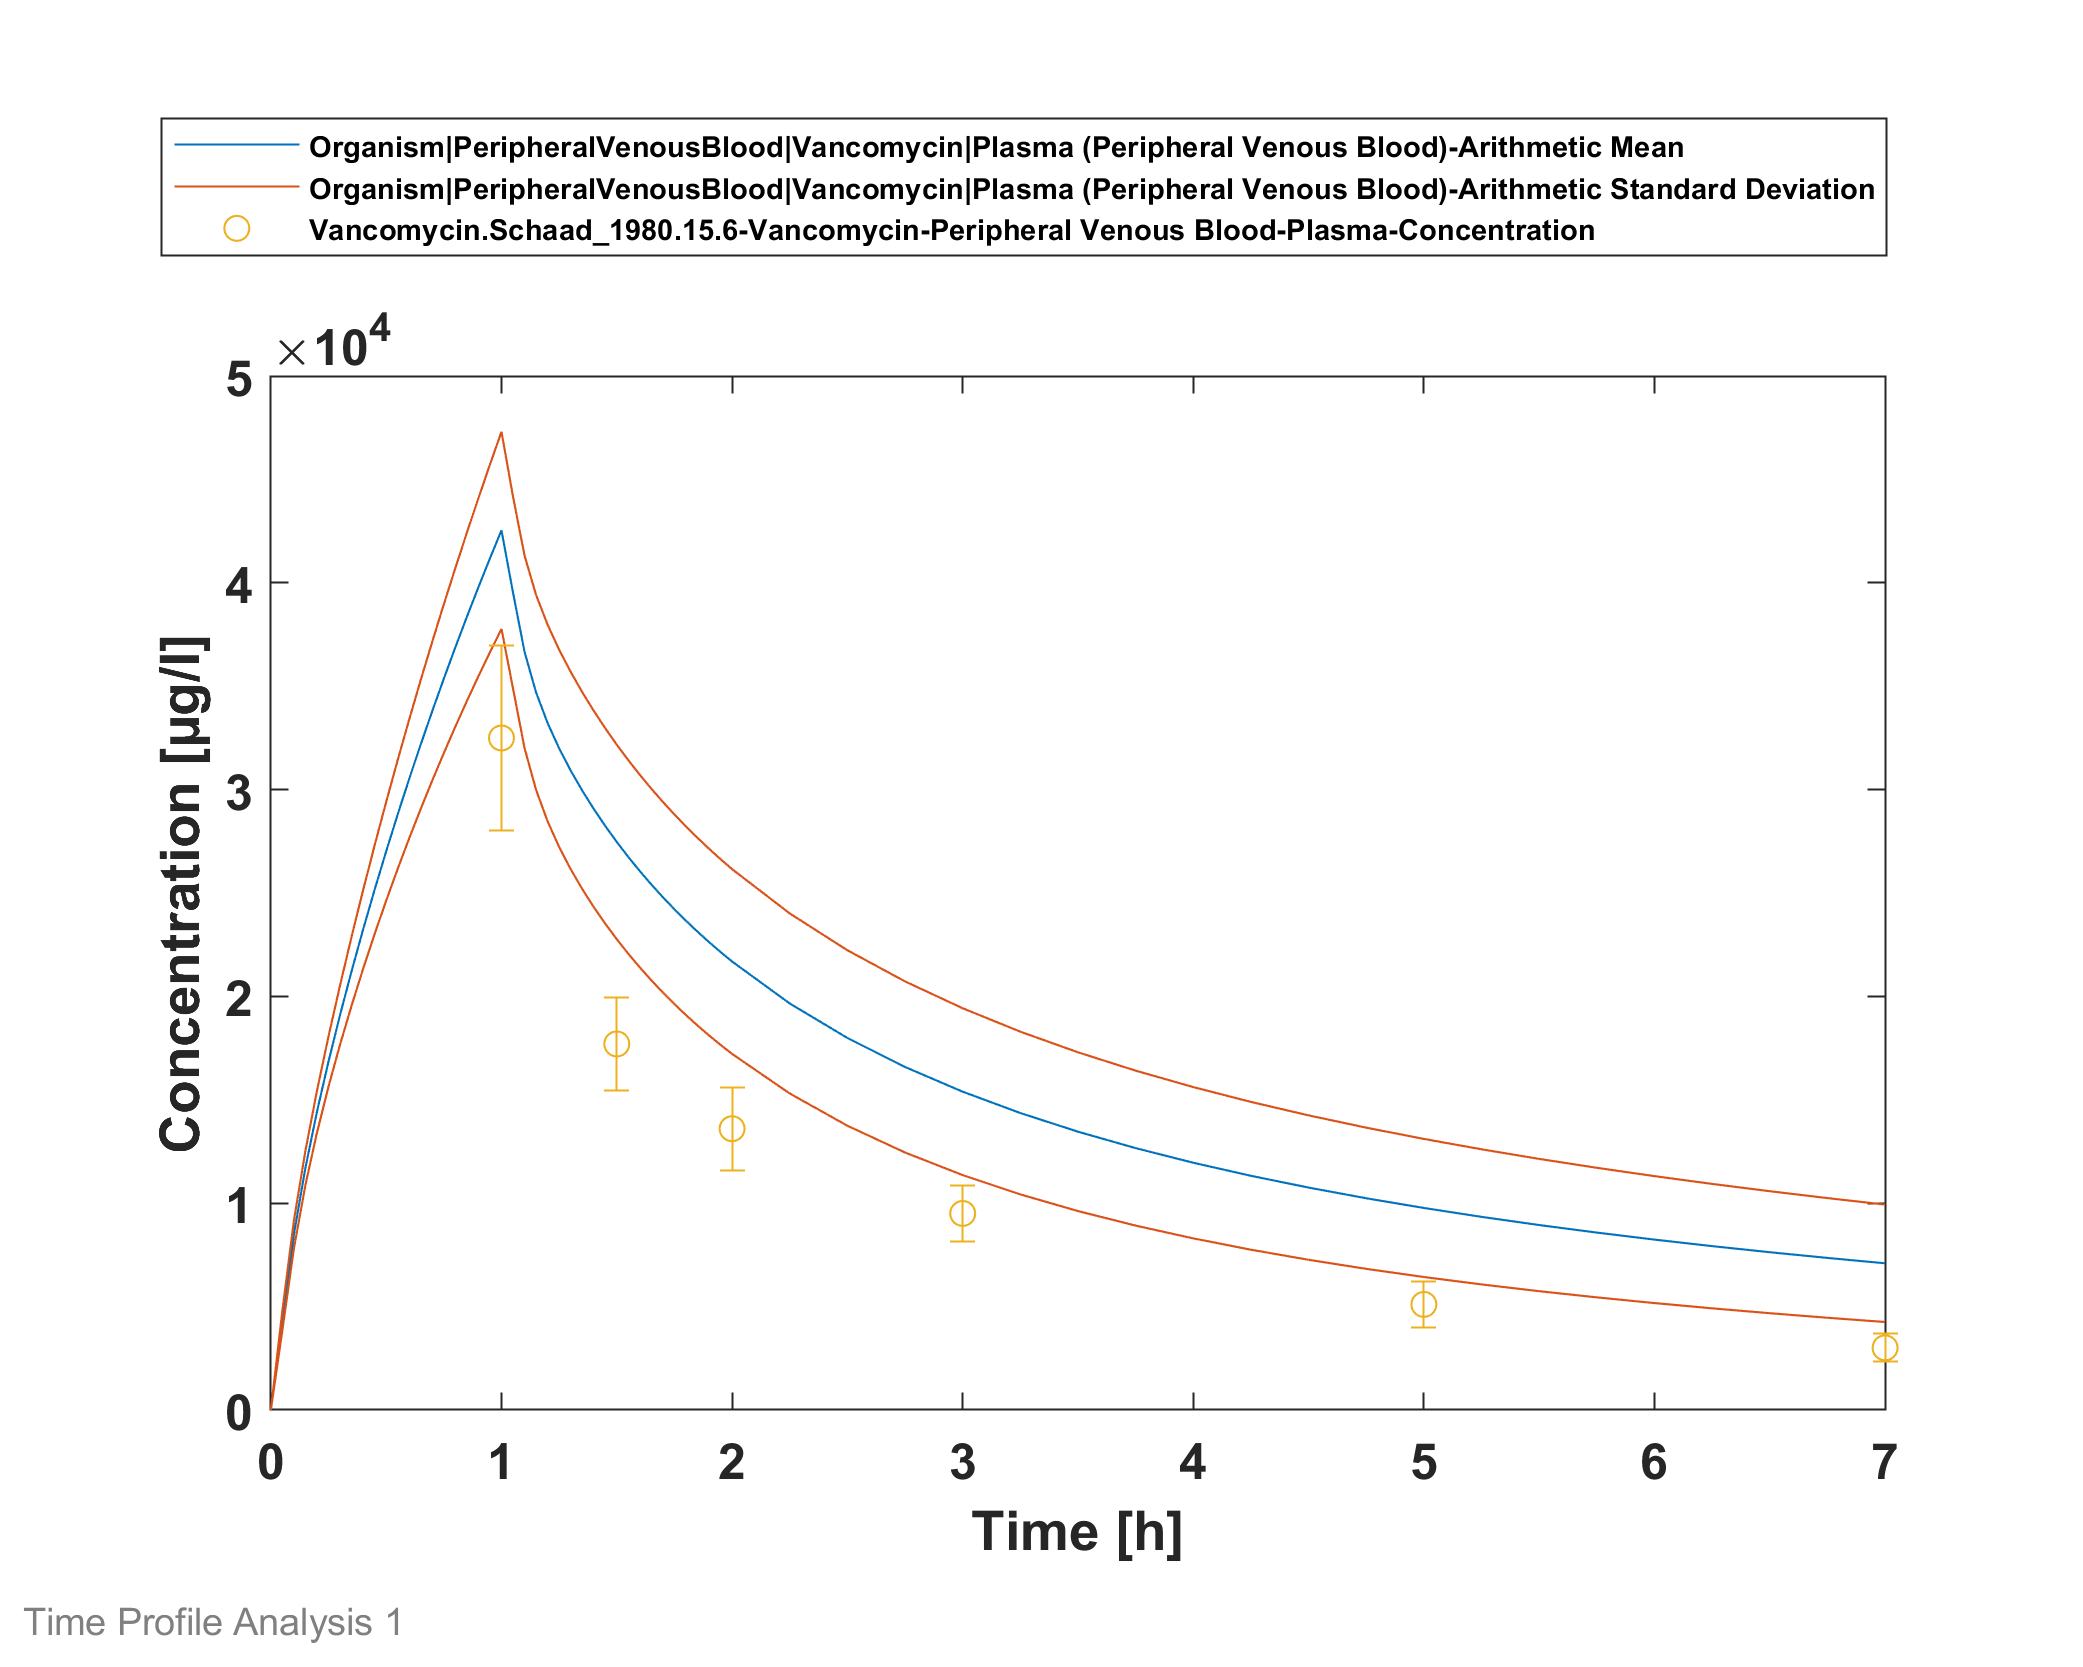 Organism|PeripheralVenousBlood|Vancomycin|Plasma (Peripheral Venous Blood)-Arithmetic Mean
Organism|PeripheralVenousBlood|Vancomycin|Plasma (Peripheral Venous Blood)-Arithmetic Standard Deviation
Vancomycin.Schaad_1980.15.6-Vancomycin-Peripheral Venous Blood-Plasma-Concentration
×10⁴
5
4
3
2
1
0
Concentration [µg/l]
0 1 2 3 4 5 6 7
Time [h]
Time Profile Analysis 1